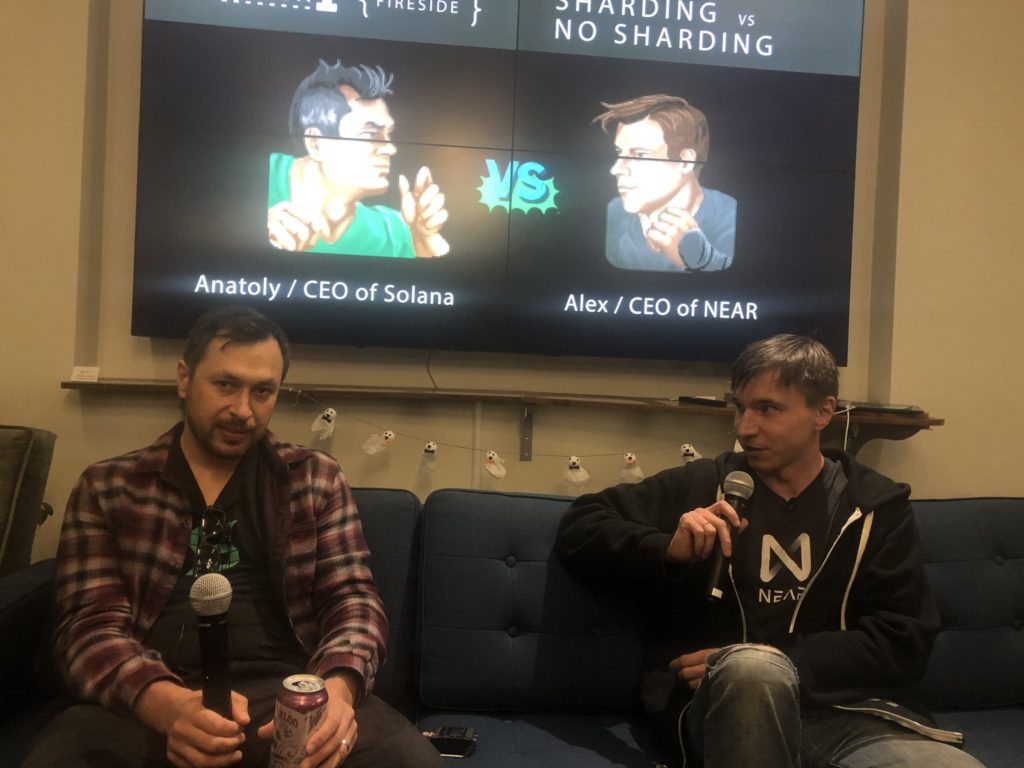 { FIRESIDE }
SHARDING vs
NO SHARDING
VS
Anatoly / CEO of Solana
Alex / CEO of NEAR
NEAR